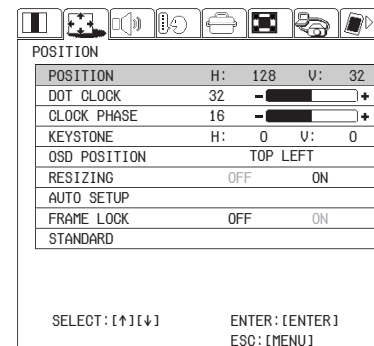 POSITION
POSITION H: 128 V: 32
DOT CLOCK 32 - +
CLOCK PHASE 16 - +
KEYSTONE H: 0 V: 0
OSD POSITION TOP LEFT
RESIZING OFF ON
AUTO SETUP
FRAME LOCK OFF ON
STANDARD
SELECT:[↑][↓] ENTER:[ENTER]
ESC:[MENU]